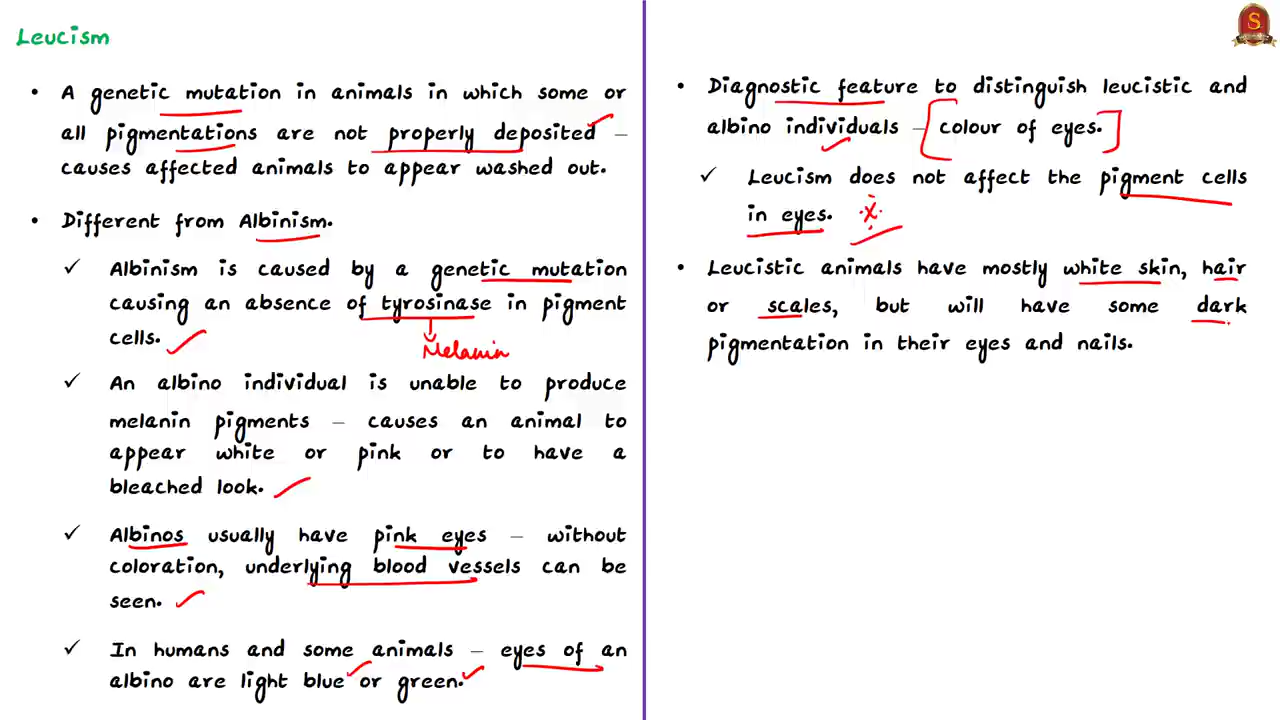 Leucism
• A genetic mutation in animals in which some or
all pigmentations are not properly deposited –
causes affected animals to appear washed out.
• Different from Albinism.
✓ Albinism is caused by a genetic mutation
causing an absence of tyrosinase in pigment
cells.
Melanin
✓ An albino individual is unable to produce
melanin pigments – causes an animal to
appear white or pink or to have a
bleached look.
✓ Albinos usually have pink eyes – without
coloration, underlying blood vessels can be
seen.
✓ In humans and some animals – eyes of an
albino are light blue or green.
• Diagnostic feature to distinguish leucistic and
albino individuals – colour of eyes.
✓ Leucism does not affect the pigment cells
in eyes.
• Leucistic animals have mostly white skin, hair
or scales, but will have some dark
pigmentation in their eyes and nails.
S